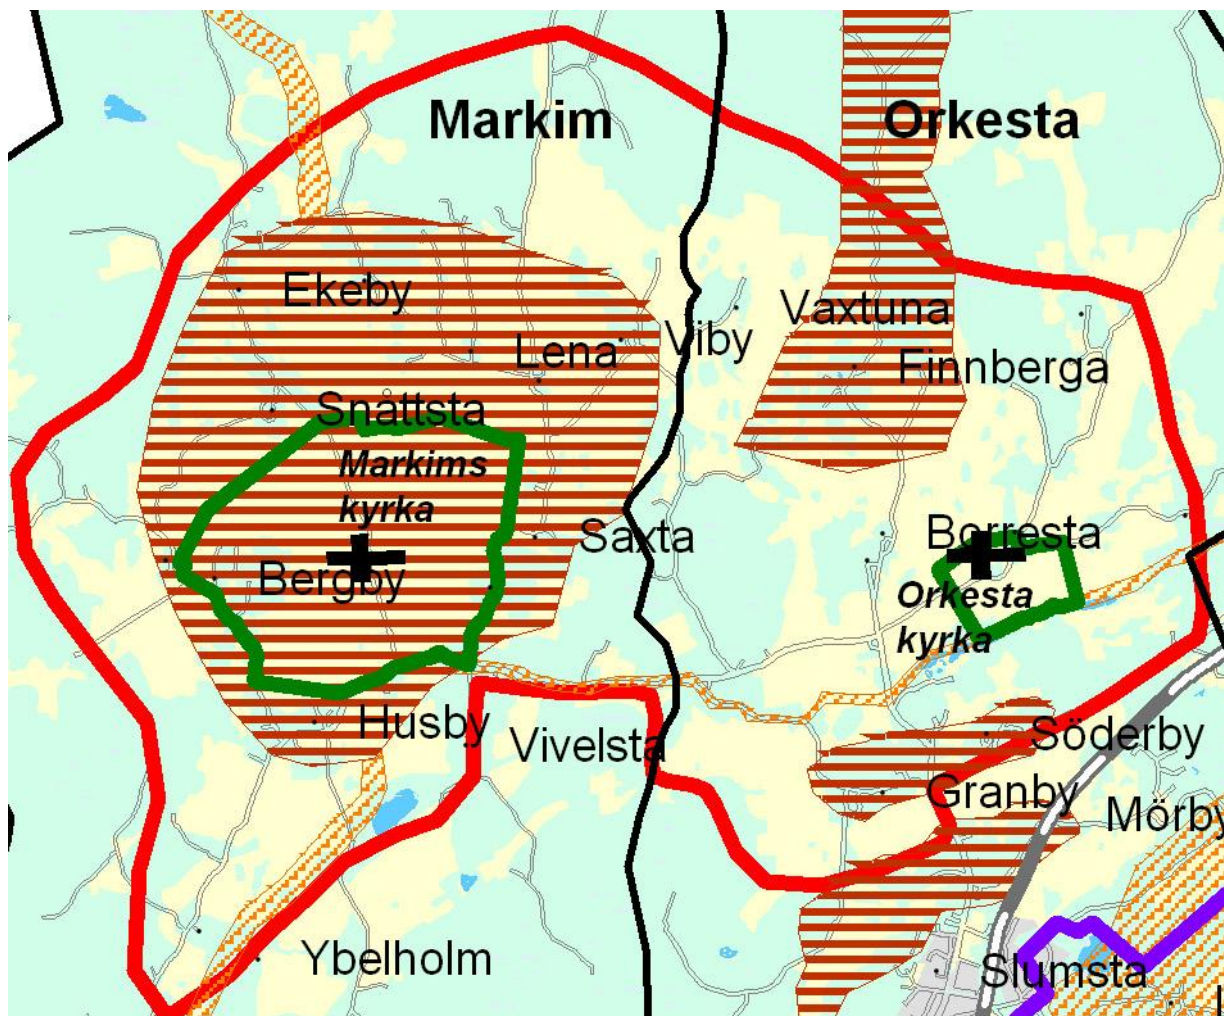 Markim
Orkesta
Ekeby
Vaxtuna
Lena
Viby
Finnberga
Snåttsta
Markims
kyrka
Saxta
Borresta
Bergby
Orkesta
kyrka
Husby
Vivelsta
Söderby
Granby
Mörby
Ybelholm
Slumsta